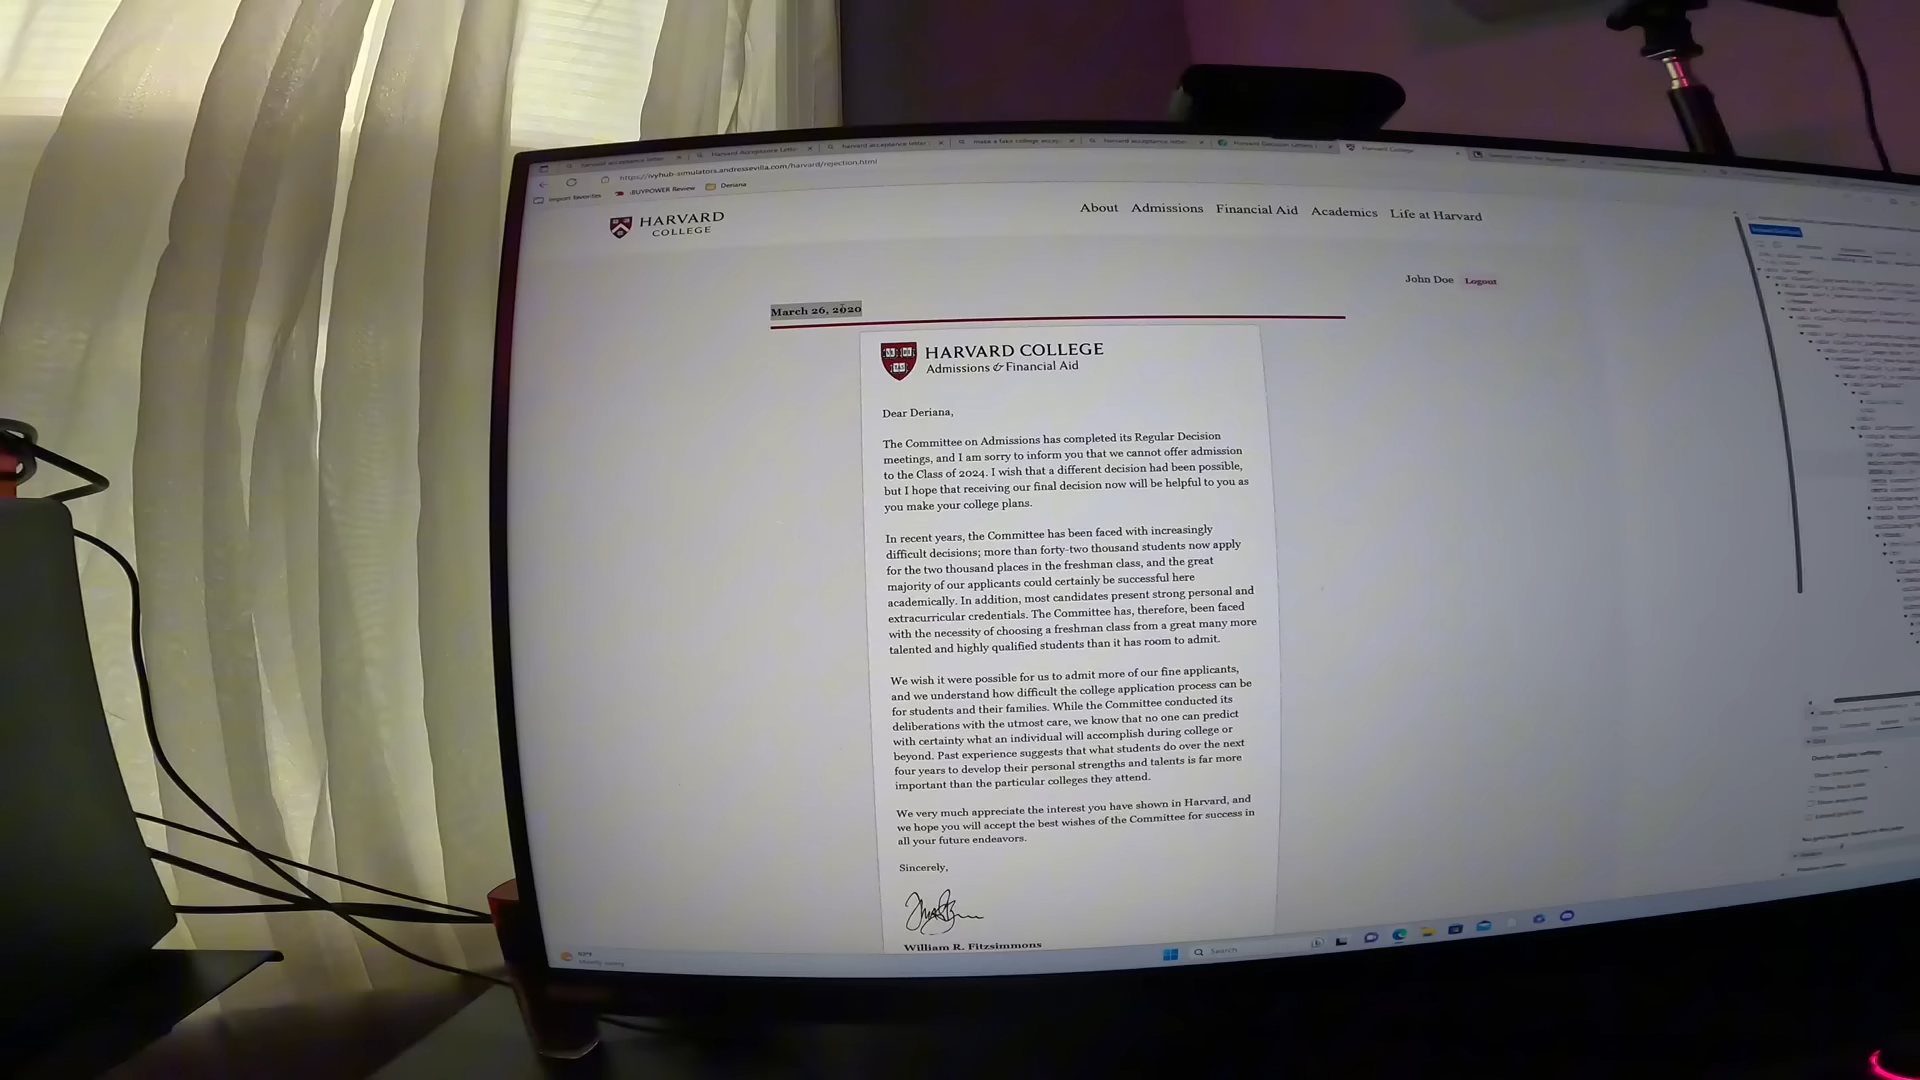 https://ivyhub-simulators.andressevilla.com/harvard/rejection.html
Import favorites
iBUYPOWER Review
Deriana
HARVARD
COLLEGE
About Admissions Financial Aid Academics Life at Harvard
John Doe Logout
March 26, 2020
HARVARD COLLEGE
Admissions & Financial Aid
Dear Deriana,
The Committee on Admissions has completed its Regular Decision
meetings, and I am sorry to inform you that we cannot offer admission
to the Class of 2024. I wish that a different decision had been possible,
but I hope that receiving our final decision now will be helpful to you as
you make your college plans.
In recent years, the Committee has been faced with increasingly
difficult decisions; more than forty-two thousand students now apply
for the two thousand places in the freshman class, and the great
majority of our applicants could certainly be successful here
academically. In addition, most candidates present strong personal and
extracurricular credentials. The Committee has, therefore, been faced
with the necessity of choosing a freshman class from a great many more
talented and highly qualified students than it has room to admit.
We wish it were possible for us to admit more of our fine applicants,
and we understand how difficult the college application process can be
for students and their families. While the Committee conducted its
deliberations with the utmost care, we know that no one can predict
with certainty what an individual will accomplish during college or
beyond. Past experience suggests that what students do over the next
four years to develop their personal strengths and talents is far more
important than the particular colleges they attend.
We very much appreciate the interest you have shown in Harvard, and
we hope you will accept the best wishes of the Committee for success in
all your future endeavors.
Sincerely,
William R. Fitzsimmons
Search